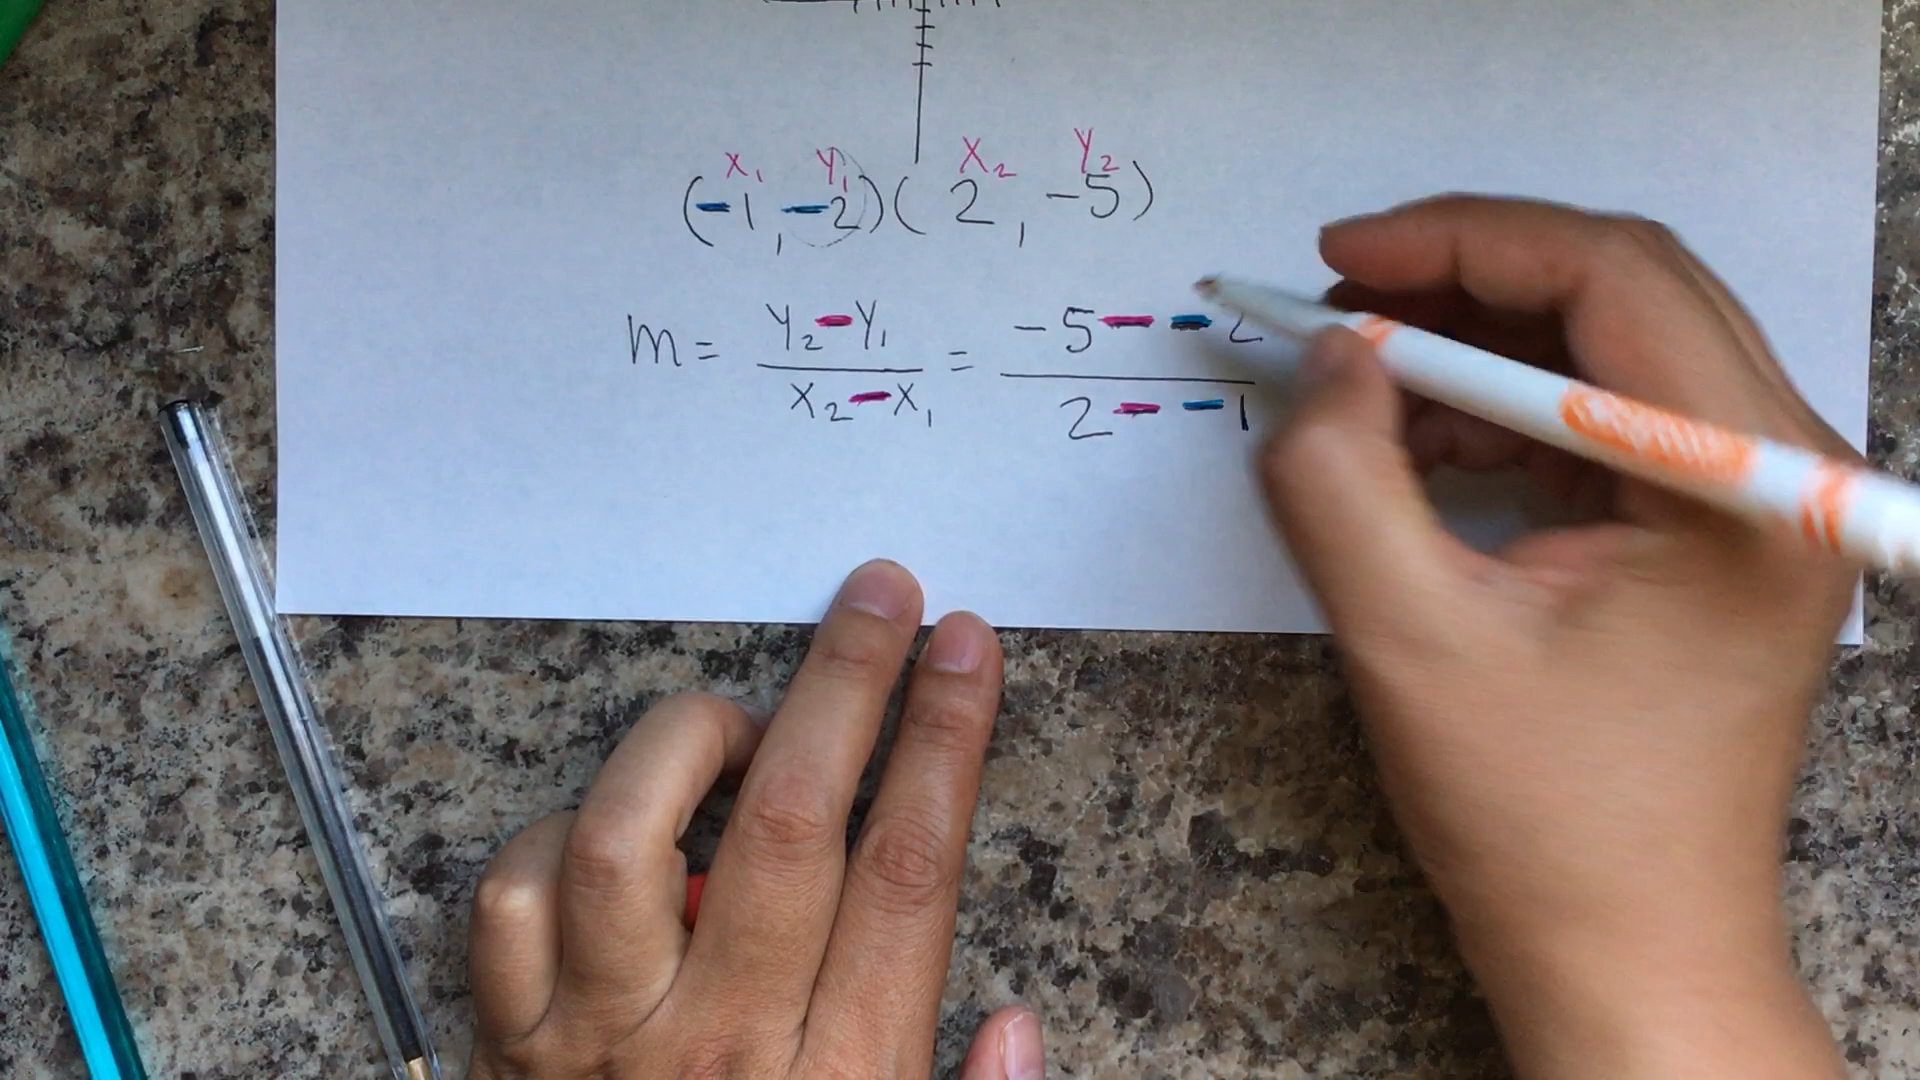 x₁ y₁ x₂ y₂
(-1, -2)(2, -5)
m = y₂-y₁ = -5--2
x₂-x₁ 2--1